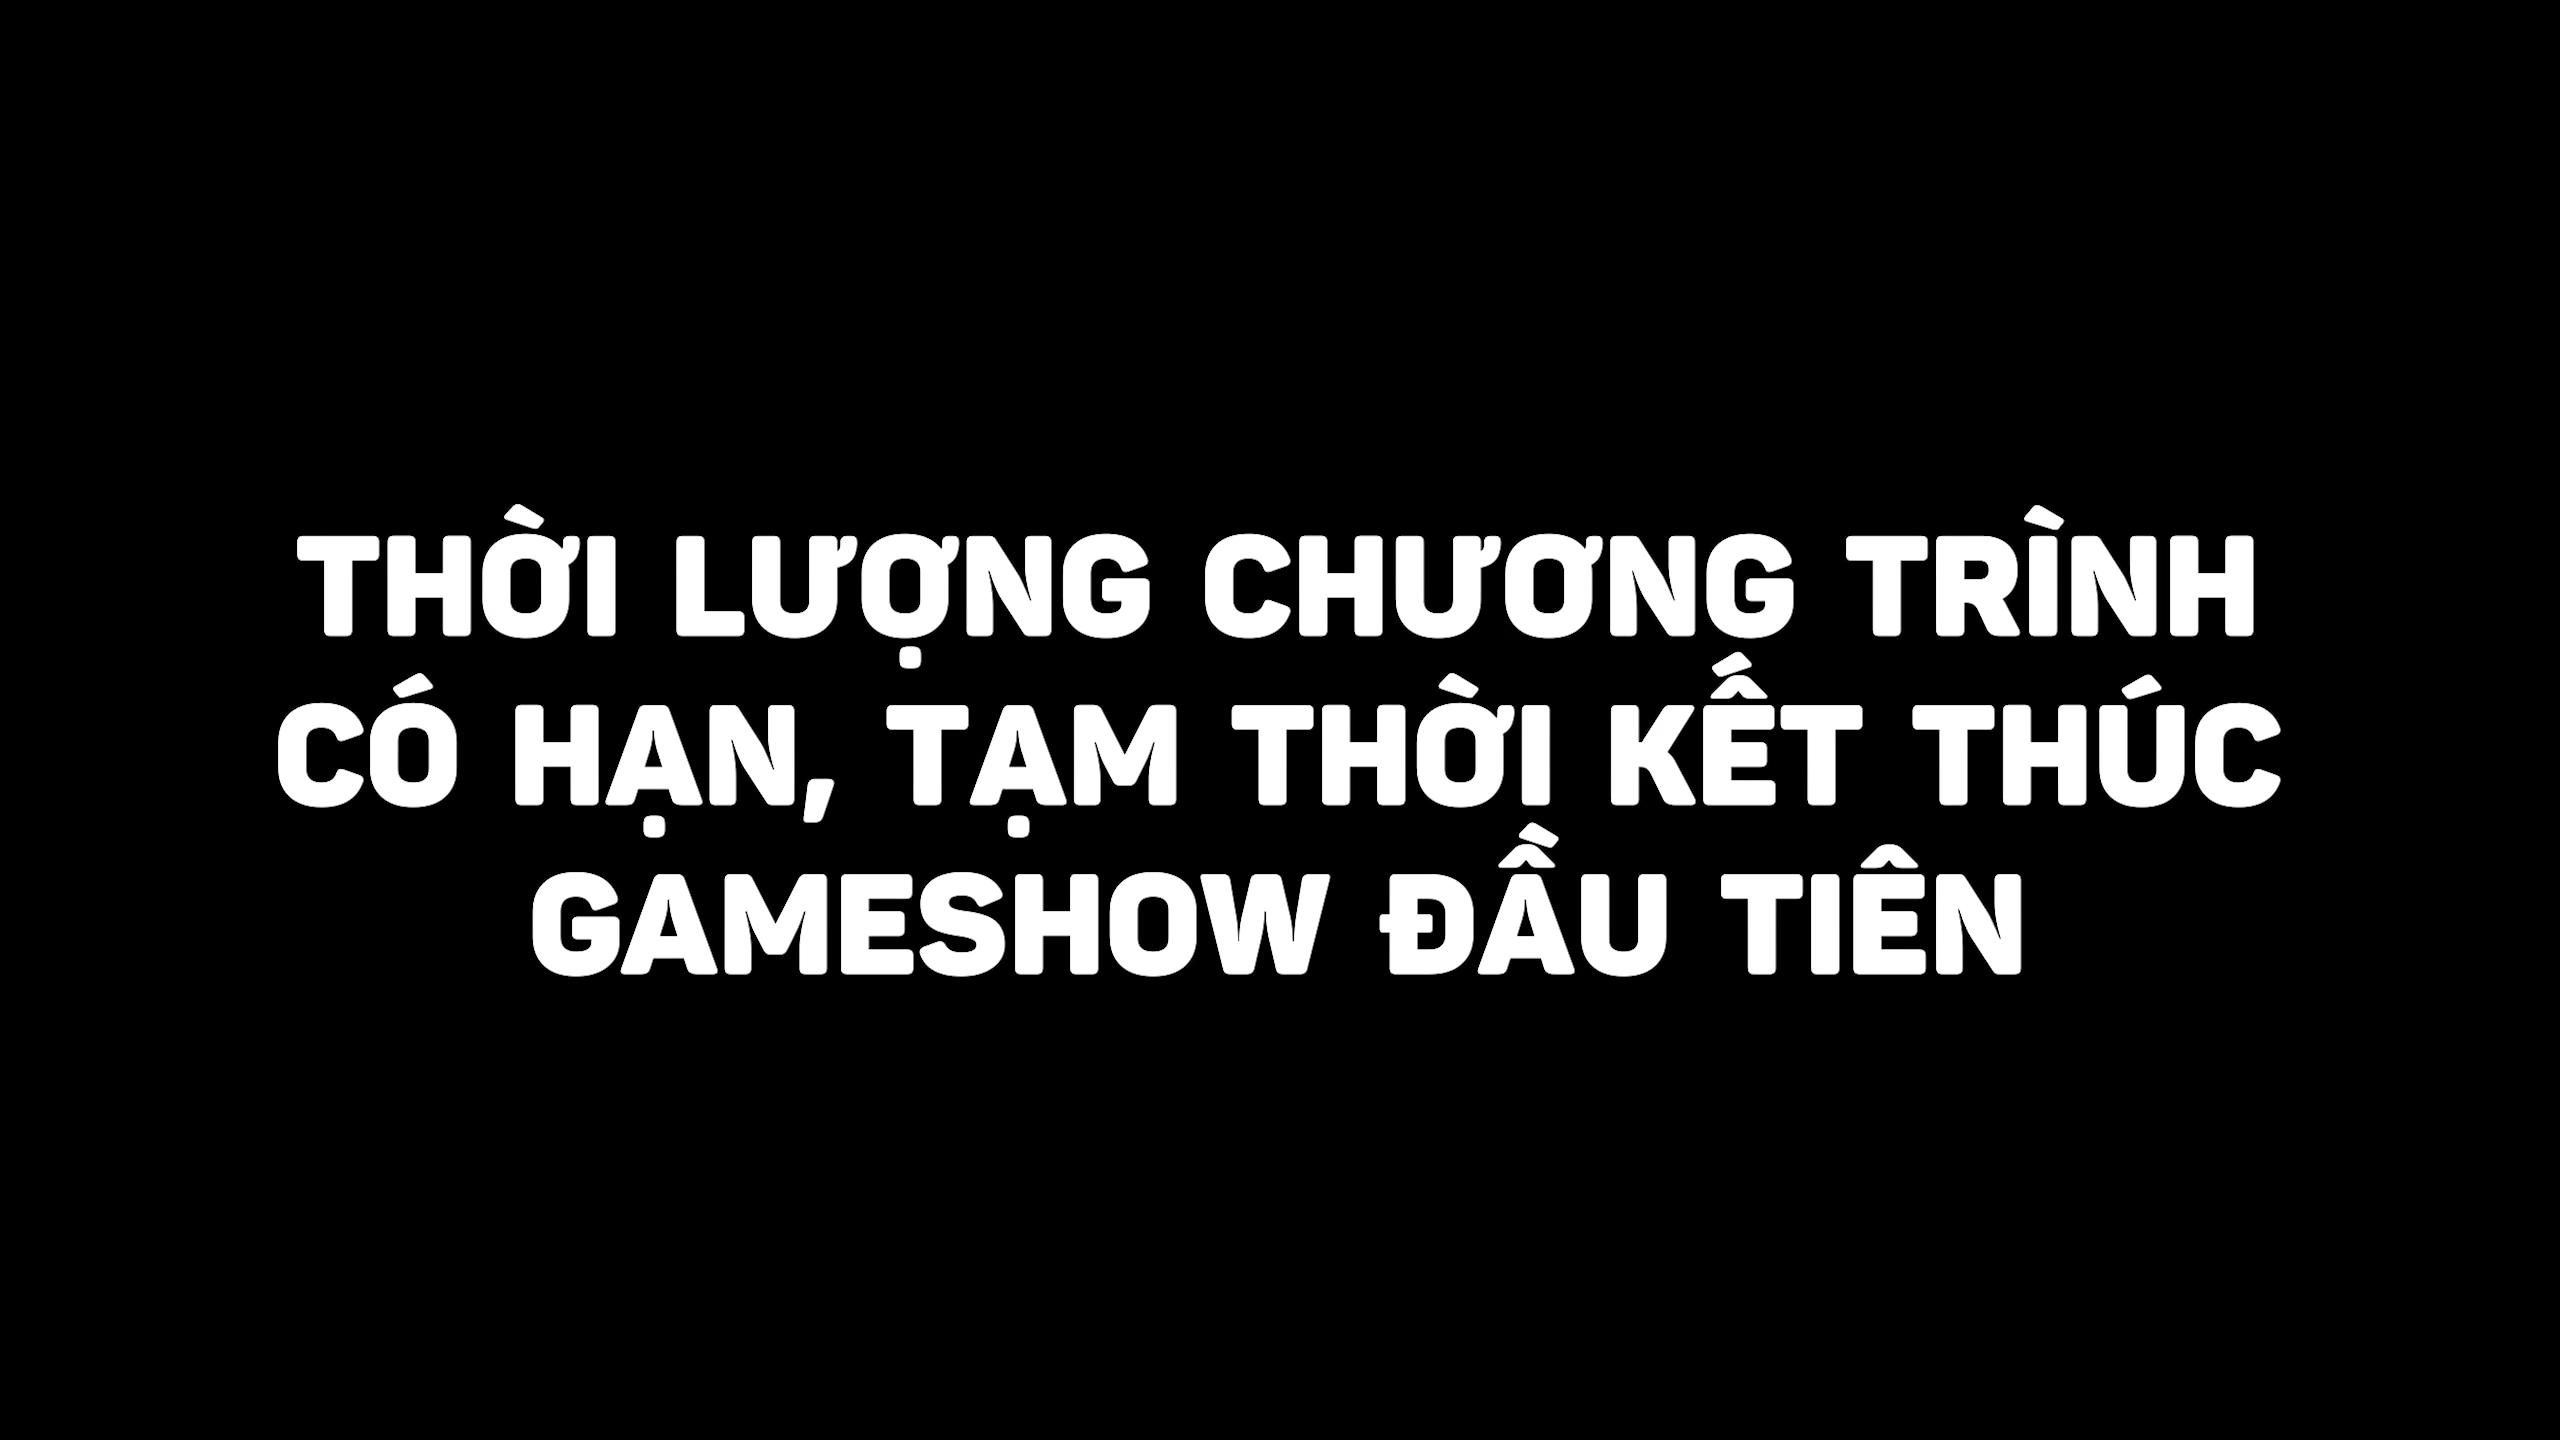 THỜI LƯỢNG CHƯƠNG TRÌNH
CÓ HẠN, TẠM THỜI KẾT THÚC
GAMESHOW ĐẦU TIÊN